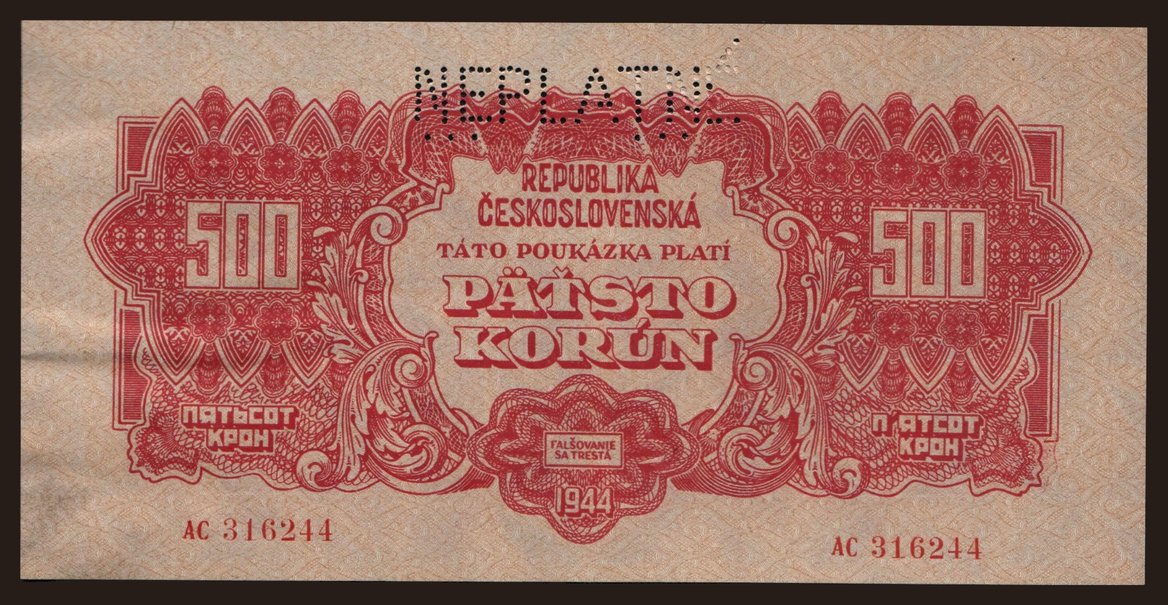 NEPLATNÉ
REPUBLIKA
ČESKOSLOVENSKÁ
TÁTO POUKÁZKA PLATÍ
PÄŤSTO
KORÚN
500
500
ПЯТЬСОТ
КРОН
П'ЯТСОТ
КРОН
FALŠOVANIE
SA TRESTÁ
1944
AC 316244
AC 316244